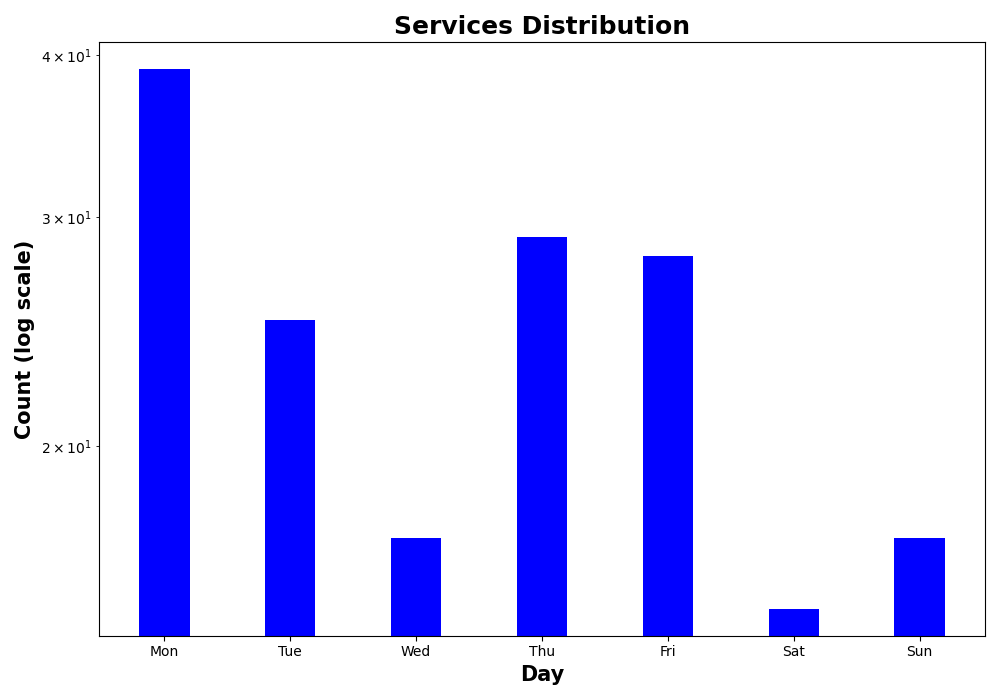 Services Distribution
4 × 10¹
3 × 10¹
2 × 10¹
Count (log scale)
Mon Tue Wed Thu Fri Sat Sun
Day